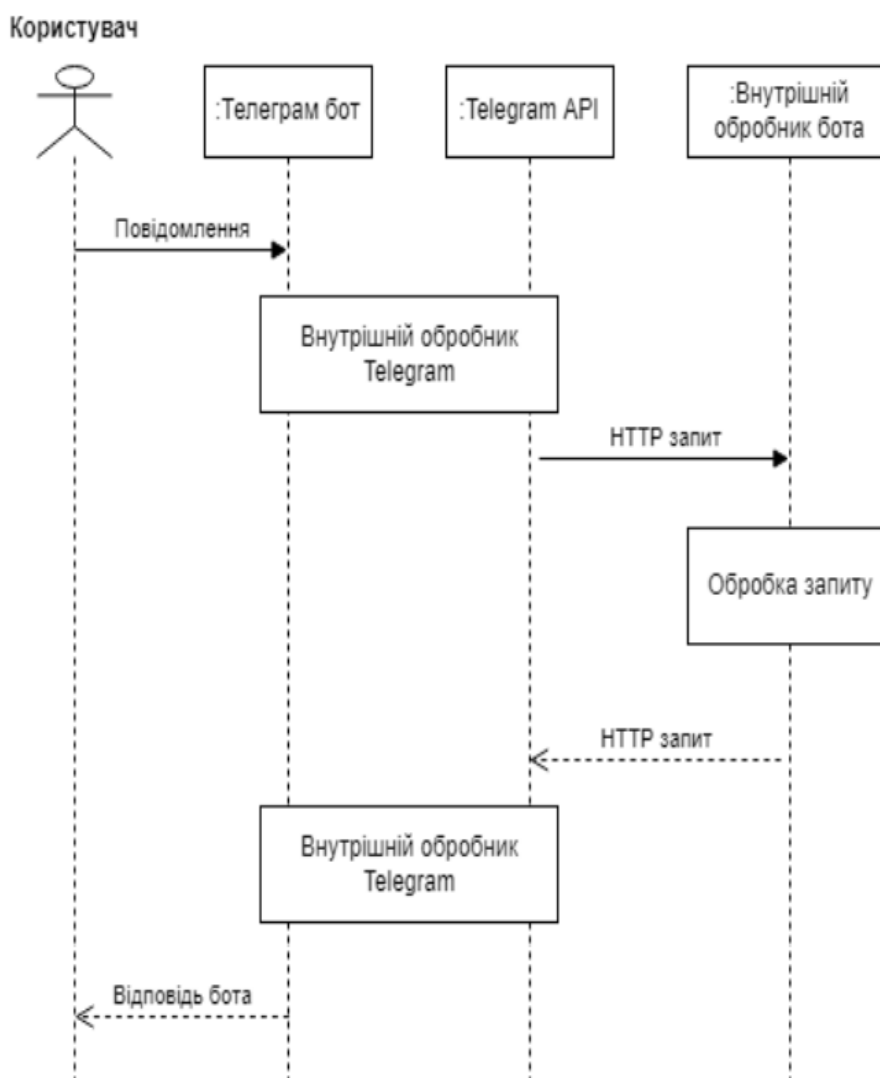 Користувач
:Телеграм бот
:Telegram API
:Внутрішній
обробник бота
Повідомлення
Внутрішній обробник
Telegram
HTTP запит
Обробка запиту
HTTP запит
Внутрішній обробник
Telegram
Відповідь бота